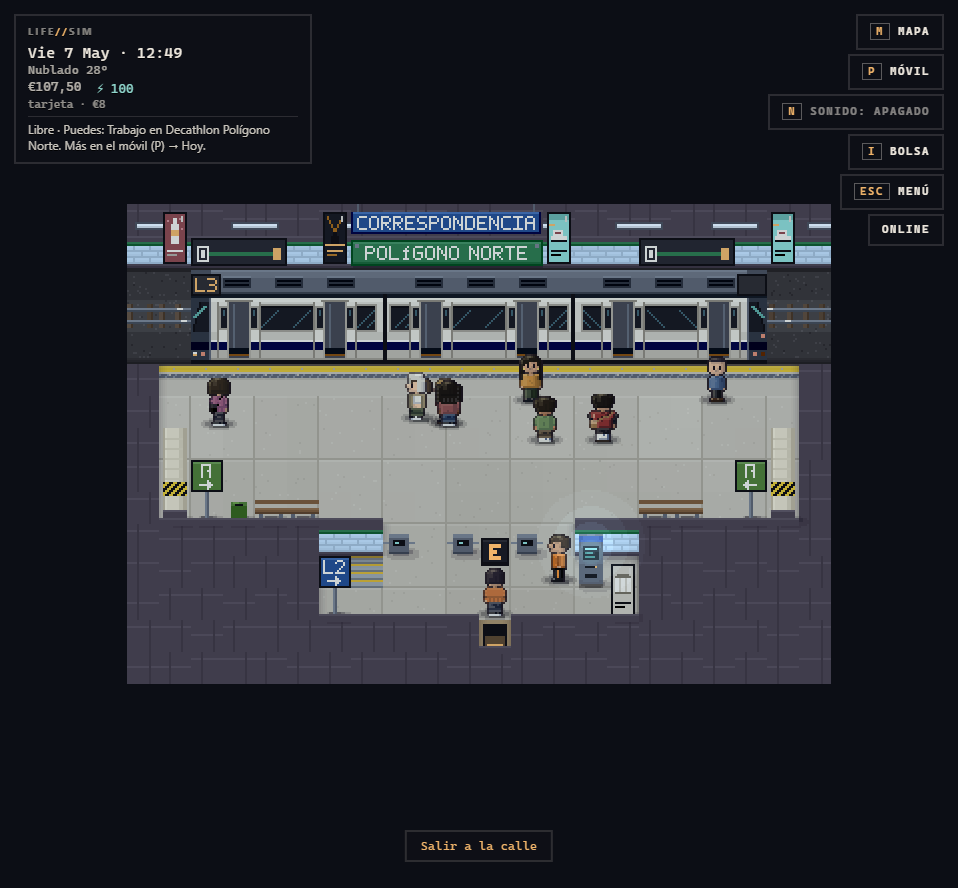 LIFE//SIM
Vie 7 May · 12:49
Nublado 28º
€107,50 ⚡ 100
tarjeta · €8
Libre · Puedes: Trabajo en Decathlon Polígono
Norte. Más en el móvil (P) → Hoy.
M MAPA
P MÓVIL
N SONIDO: APAGADO
I BOLSA
ESC MENÚ
ONLINE
CORRESPONDENCIA
POLíGONO NORTE
L3
E
L2
Salir a la calle